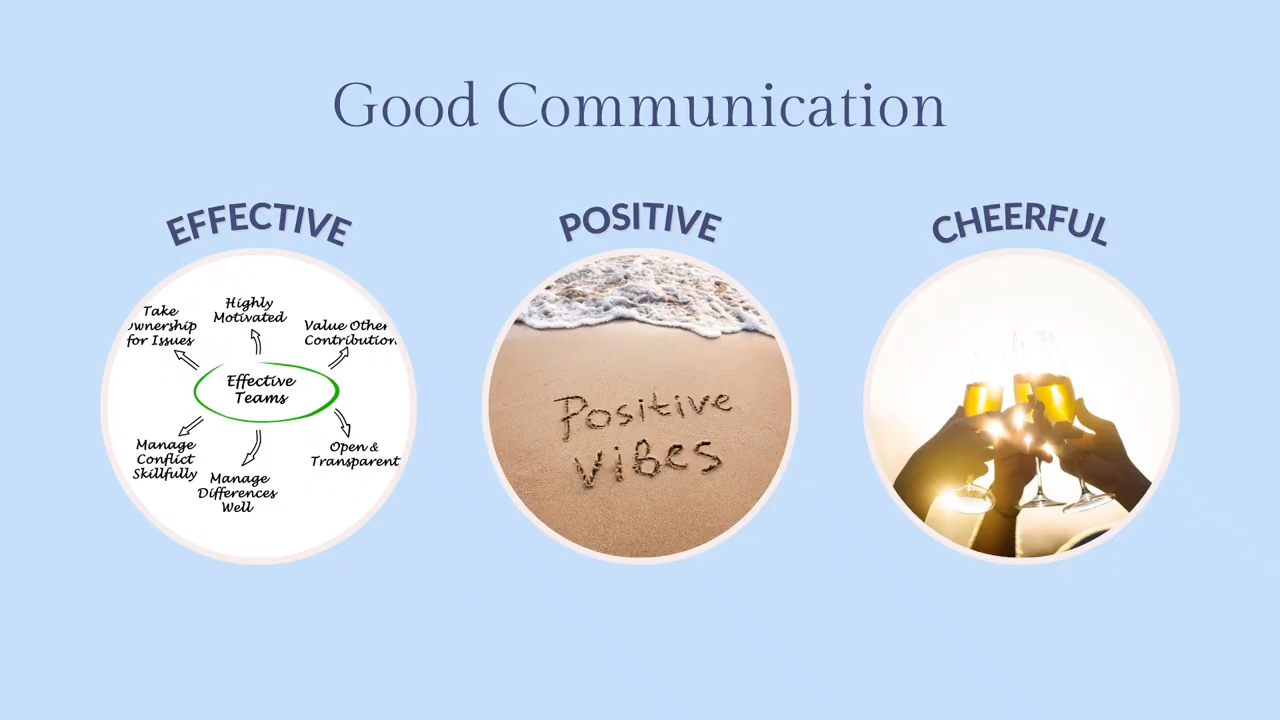 Good Communication
EFFECTIVE
POSITIVE
CHEERFUL
Take
wnership
for Issues
Highly
Motivated
Value Other
Contribution
Effective
Teams
Manage
Conflict
Skillfully
Manage
Differences
Well
Open &
Transparent
Positive
ViBes